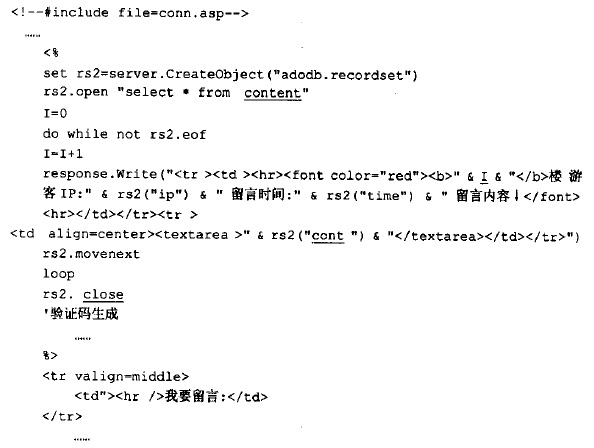 <!--#include file=conn.asp-->
……
<%
set rs2=server.CreateObject("adodb.recordset")
rs2.open "select * from content"
I=0
do while not rs2.eof
I=I+1
response.Write("<tr ><td ><hr><font color="red"><b>" & I & "</b>楼 游
客 IP:" & rs2("ip") & " 留言时间:" & rs2("time") & " 留言内容↓</font>
<hr></td></tr><tr >
<td align=center><textarea >" & rs2("cont ") & "</textarea></td></tr>")
rs2.movenext
loop
rs2. close
'验证码生成
……
%>
<tr valign=middle>
<td"><hr />我要留言:</td>
</tr>
……